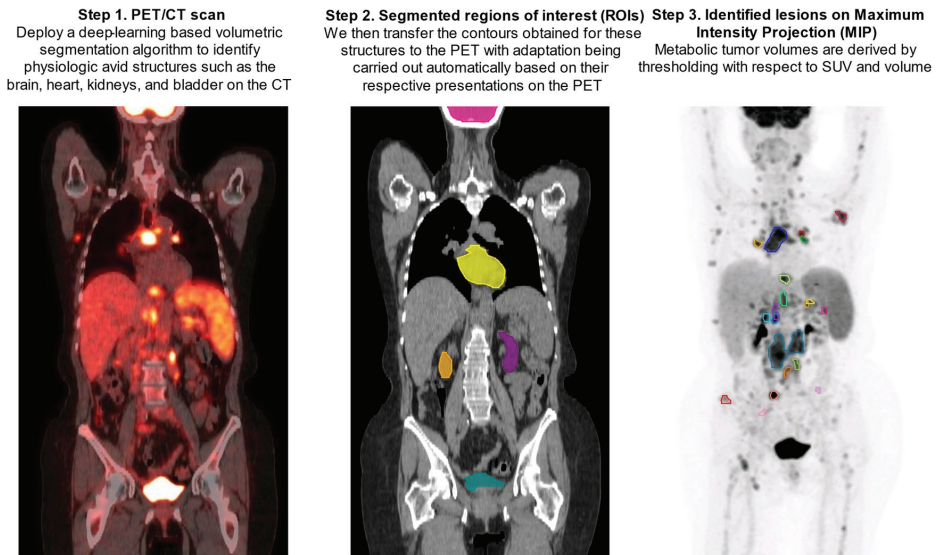 Step 1. PET/CT scan
Deploy a deep-learning based volumetric
segmentation algorithm to identify
physiologic avid structures such as the
brain, heart, kidneys, and bladder on the CT
Step 2. Segmented regions of interest (ROIs)
We then transfer the contours obtained for these
structures to the PET with adaptation being
carried out automatically based on their
respective presentations on the PET
Step 3. Identified lesions on Maximum
Intensity Projection (MIP)
Metabolic tumor volumes are derived by
thresholding with respect to SUV and volume